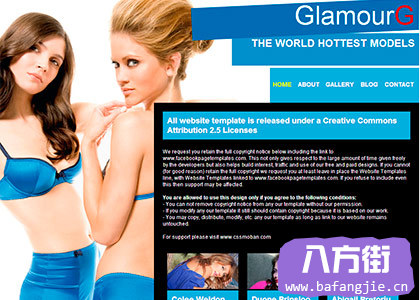 GlamourG
THE WORLD HOTTEST MODELS
HOME ABOUT GALLERY BLOG CONTACT
All website template is released under a Creative Commons
Attribution 2.5 Licenses
We request you retain the full copyright notice below including the link to
www.facebookpagetemplates.com. This not only gives respect to the large amount of time given freely
by the developers but also helps build interest, traffic and use of our free and paid designs. If you cannot
(for good reason) retain the full copyright we request you at least leave in place the Website Templates
line, with Website Templates linked to www.facebookpagetemplates.com. If you refuse to include even
this then support may be affected.
You are allowed to use this design only if you agree to the following conditions:
- You can not remove copyright notice from any our template without our permission.
- If you modify any our template it still should contain copyright because it is based on our work.
- You may copy, distribute, modify, etc. any our template as long as link to our website remains
untouched.
For support please visit www.cssmoban.com
八方街
www.bafangjie.cn
Colee Weldon